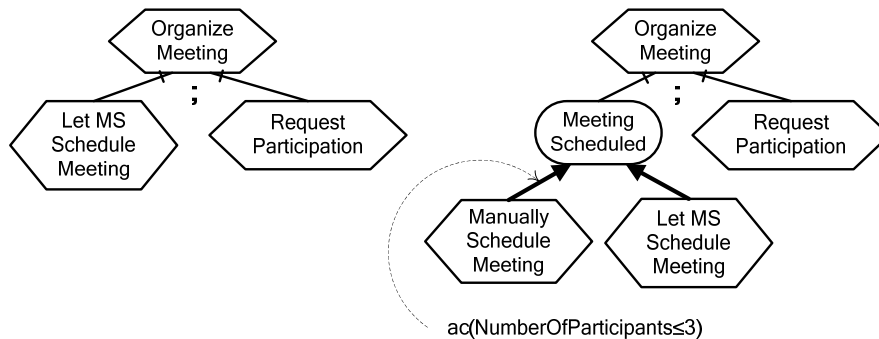 Organize
Meeting
;
Let MS
Schedule
Meeting
Request
Participation
Organize
Meeting
;
Meeting
Scheduled
Request
Participation
Manually
Schedule
Meeting
Let MS
Schedule
Meeting
ac(NumberOfParticipants≤3)